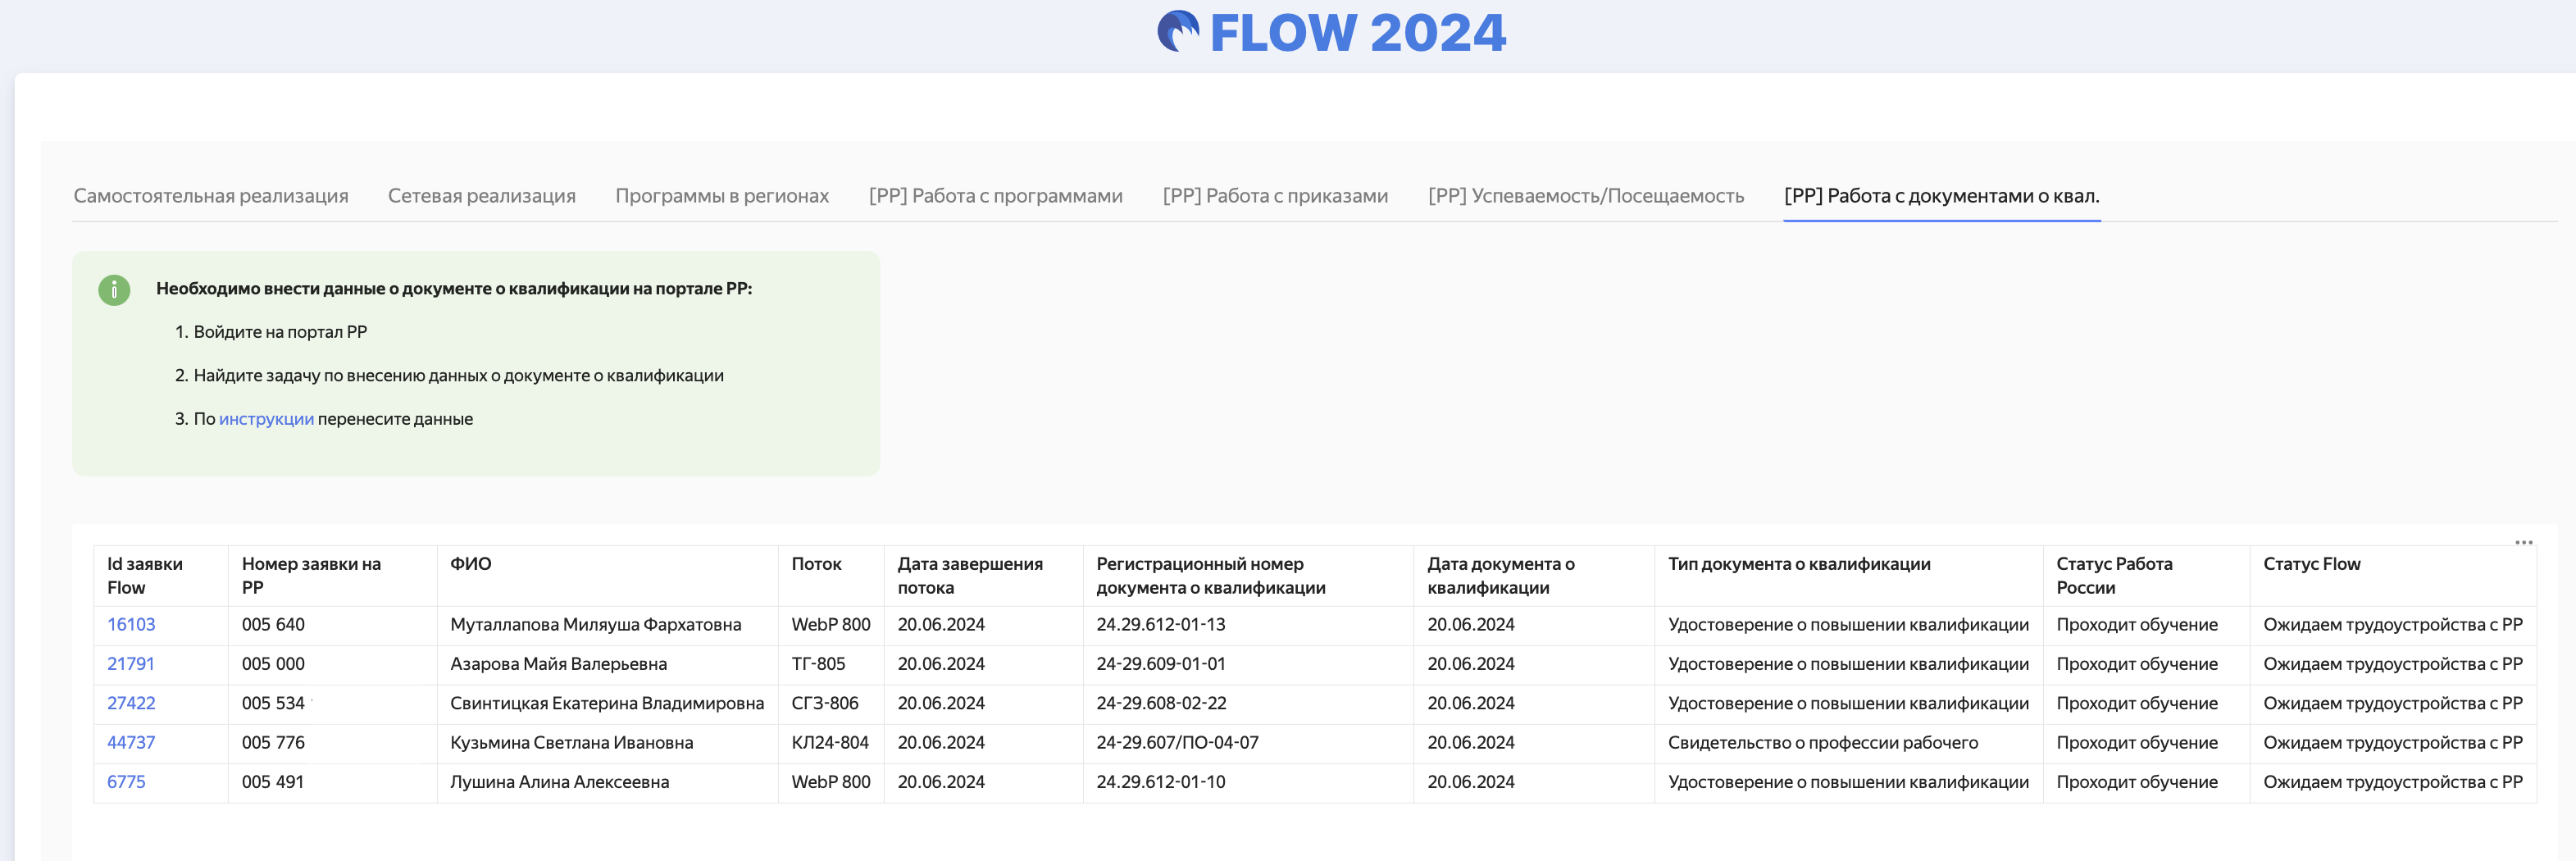 FLOW 2024
Самостоятельная реализация Сетевая реализация Программы в регионах [РР] Работа с программами [РР] Работа с приказами [РР] Успеваемость/Посещаемость [РР] Работа с документами о квал.
Необходимо внести данные о документе о квалификации на портале РР:
1. Войдите на портал РР
2. Найдите задачу по внесению данных о документе о квалификации
3. По инструкции перенесите данные
Id заявки Flow Номер заявки на РР ФИО Поток Дата завершения потока Регистрационный номер документа о квалификации Дата документа о квалификации Тип документа о квалификации Статус Работа России Статус Flow
16103 005 640 Муталлапова Миляуша Фархатовна WebP 800 20.06.2024 24.29.612-01-13 20.06.2024 Удостоверение о повышении квалификации Проходит обучение Ожидаем трудоустройства с РР
21791 005 000 Азарова Майя Валерьевна ТГ-805 20.06.2024 24-29.609-01-01 20.06.2024 Удостоверение о повышении квалификации Проходит обучение Ожидаем трудоустройства с РР
27422 005 534 Свинтицкая Екатерина Владимировна СГЗ-806 20.06.2024 24-29.608-02-22 20.06.2024 Удостоверение о повышении квалификации Проходит обучение Ожидаем трудоустройства с РР
44737 005 776 Кузьмина Светлана Ивановна КЛ24-804 20.06.2024 24-29.607/ПО-04-07 20.06.2024 Свидетельство о профессии рабочего Проходит обучение Ожидаем трудоустройства с РР
6775 005 491 Лушина Алина Алексеевна WebP 800 20.06.2024 24.29.612-01-10 20.06.2024 Удостоверение о повышении квалификации Проходит обучение Ожидаем трудоустройства с РР